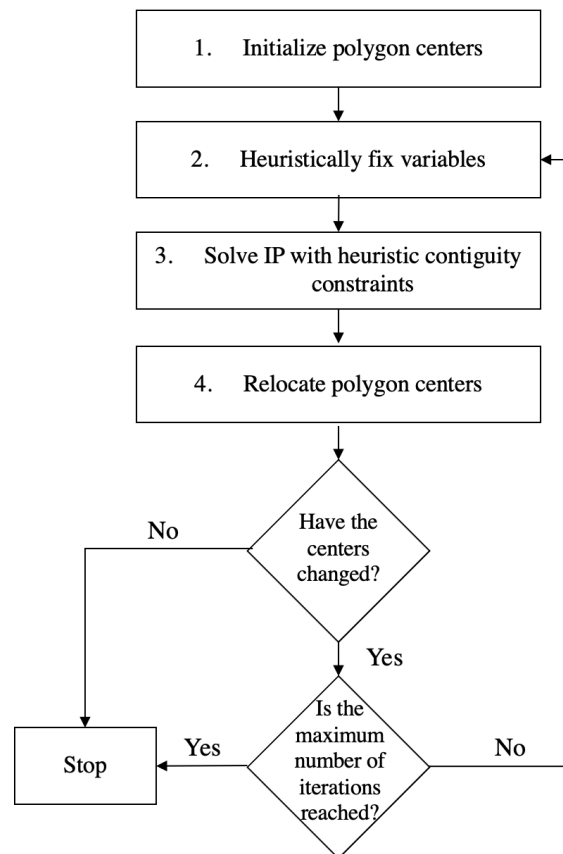 1. Initialize polygon centers
2. Heuristically fix variables
3. Solve IP with heuristic contiguity
constraints
4. Relocate polygon centers
Have the
centers
changed?
No
Yes
Is the
maximum
number of
iterations
reached?
Yes
No
Stop